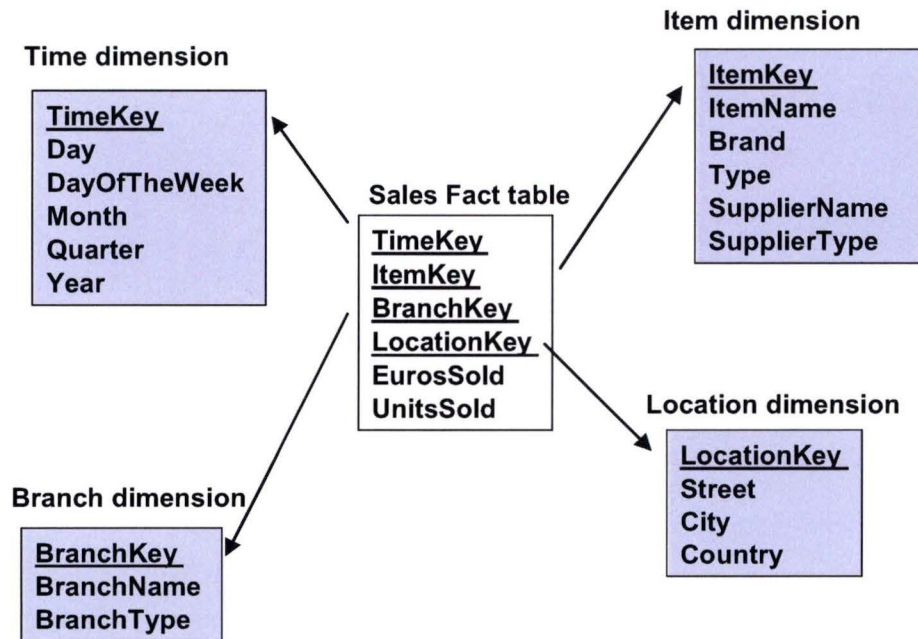 Time dimension
TimeKey
Day
DayOfTheWeek
Month
Quarter
Year
Item dimension
ItemKey
ItemName
Brand
Type
SupplierName
SupplierType
Sales Fact table
TimeKey
ItemKey
BranchKey
LocationKey
EurosSold
UnitsSold
Location dimension
LocationKey
Street
City
Country
Branch dimension
BranchKey
BranchName
BranchType